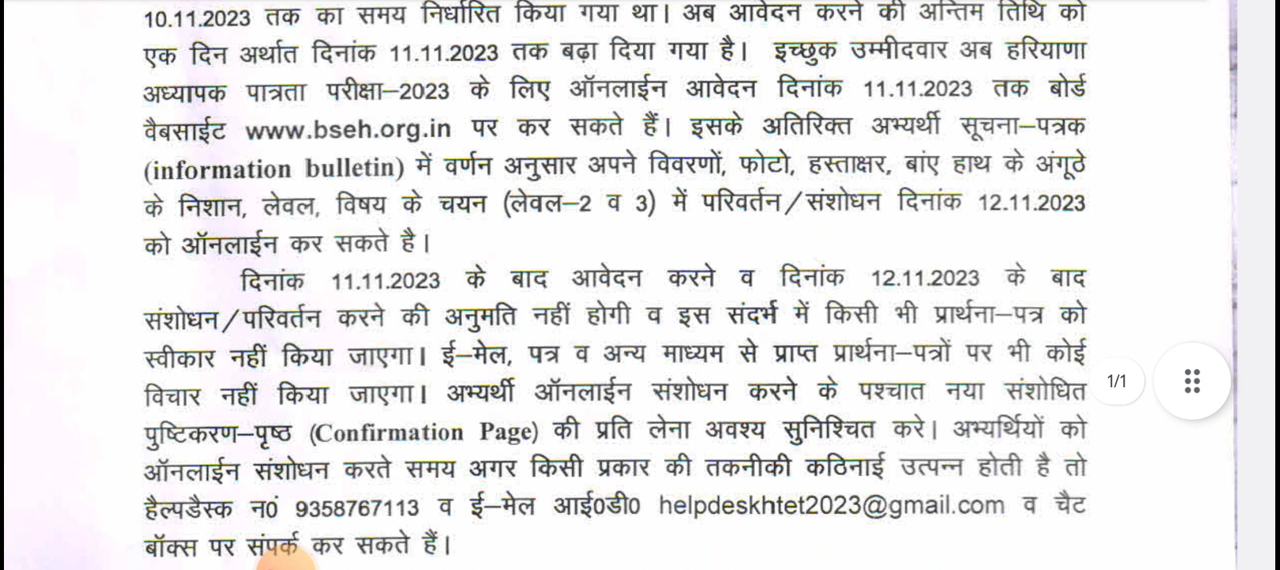 10.11.2023 तक का समय निर्धारित किया गया था। अब आवेदन करने की अन्तिम तिथि को
एक दिन अर्थात दिनांक 11.11.2023 तक बढ़ा दिया गया है। इच्छुक उम्मीदवार अब हरियाणा
अध्यापक पात्रता परीक्षा–2023 के लिए ऑनलाईन आवेदन दिनांक 11.11.2023 तक बोर्ड
वैबसाईट www.bseh.org.in पर कर सकते हैं। इसके अतिरिक्त अभ्यर्थी सूचना–पत्रक
(information bulletin) में वर्णन अनुसार अपने विवरणों, फोटो, हस्ताक्षर, बांए हाथ के अंगूठे
के निशान, लेवल, विषय के चयन (लेवल–2 व 3) में परिवर्तन/संशोधन दिनांक 12.11.2023
को ऑनलाईन कर सकते है।
दिनांक 11.11.2023 के बाद आवेदन करने व दिनांक 12.11.2023 के बाद
संशोधन/परिवर्तन करने की अनुमति नहीं होगी व इस संदर्भ में किसी भी प्रार्थना–पत्र को
स्वीकार नहीं किया जाएगा। ई–मेल, पत्र व अन्य माध्यम से प्राप्त प्रार्थना–पत्रों पर भी कोई
विचार नहीं किया जाएगा। अभ्यर्थी ऑनलाईन संशोधन करने के पश्चात नया संशोधित
पुष्टिकरण–पृष्ठ (Confirmation Page) की प्रति लेना अवश्य सुनिश्चित करे। अभ्यर्थियों को
ऑनलाईन संशोधन करते समय अगर किसी प्रकार की तकनीकी कठिनाई उत्पन्न होती है तो
हैल्पडैस्क न0ं 9358767113 व ई–मेल आई0डी0 helpdeskhtet2023@gmail.com व चैट
बॉक्स पर संपर्क कर सकते हैं।
1/1